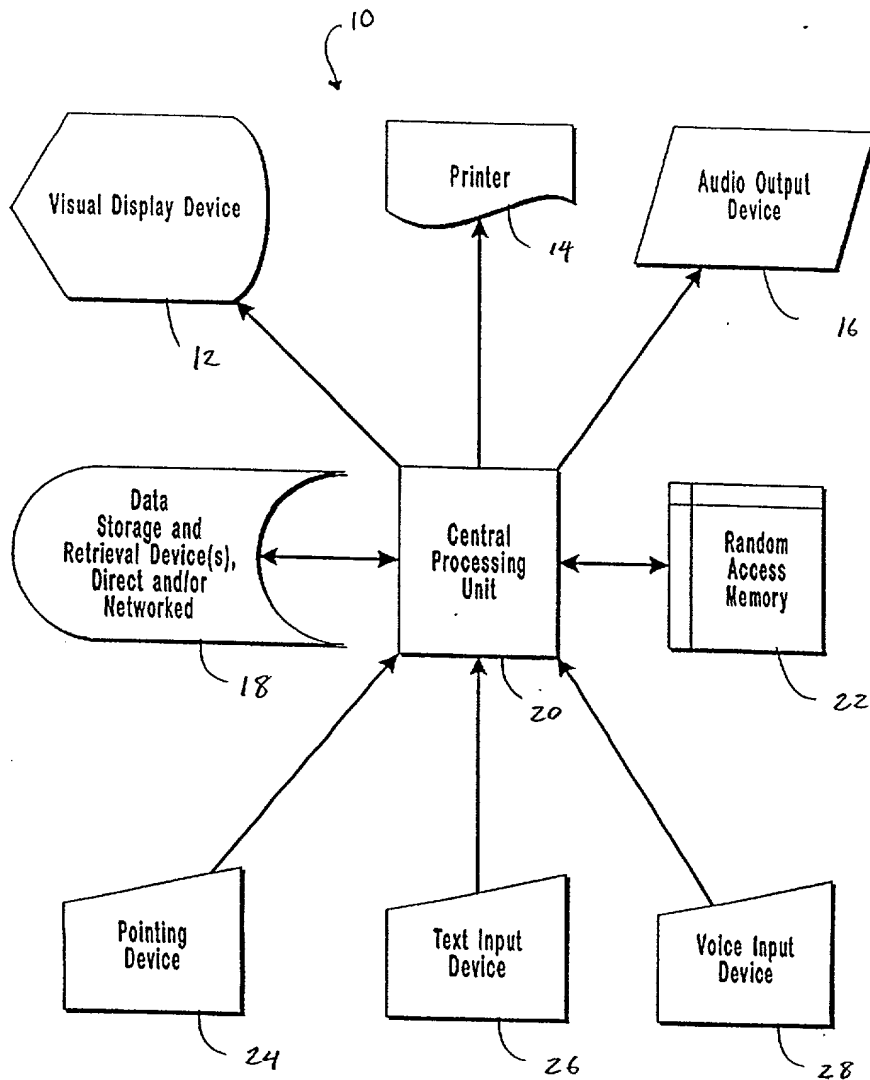 10
Visual Display Device
12
Printer
14
Audio Output
Device
16
Data
Storage and
Retrieval Device(s),
Direct and/or
Networked
18
Central
Processing
Unit
20
Random
Access
Memory
22
Pointing
Device
24
Text Input
Device
26
Voice Input
Device
28